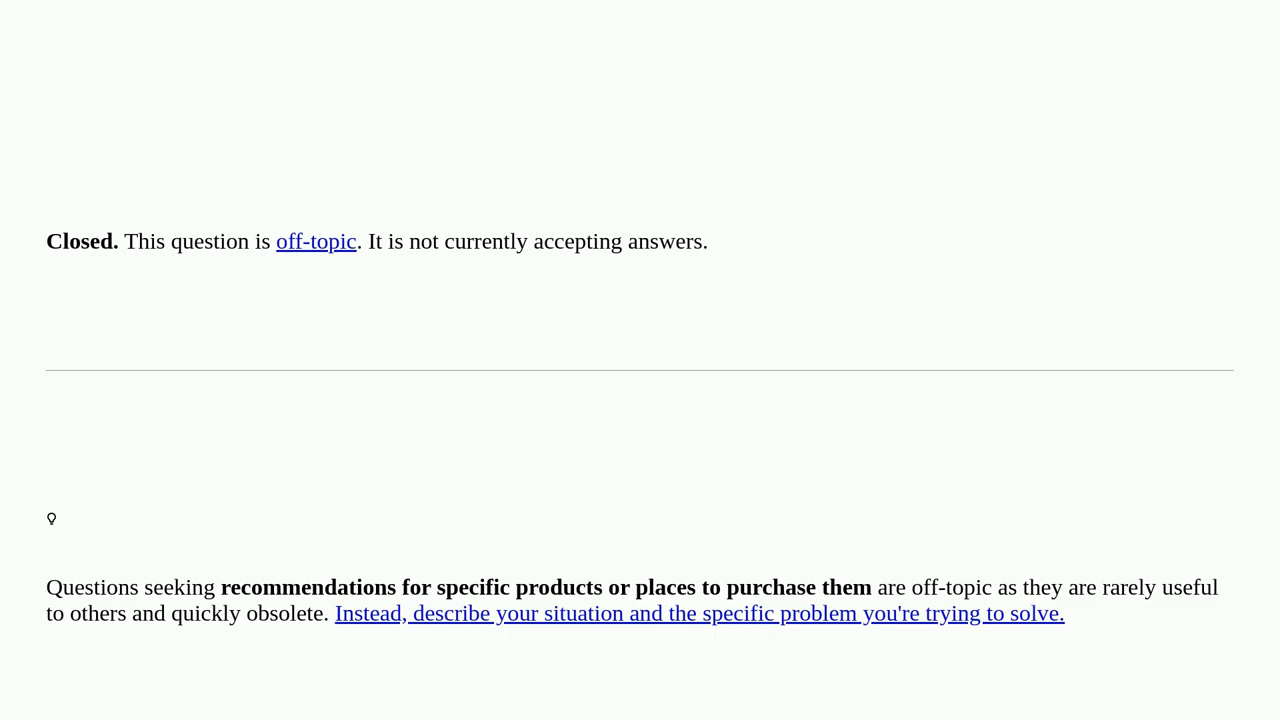 Closed. This question is off-topic. It is not currently accepting answers.
Questions seeking recommendations for specific products or places to purchase them are off-topic as they are rarely useful
to others and quickly obsolete. Instead, describe your situation and the specific problem you're trying to solve.